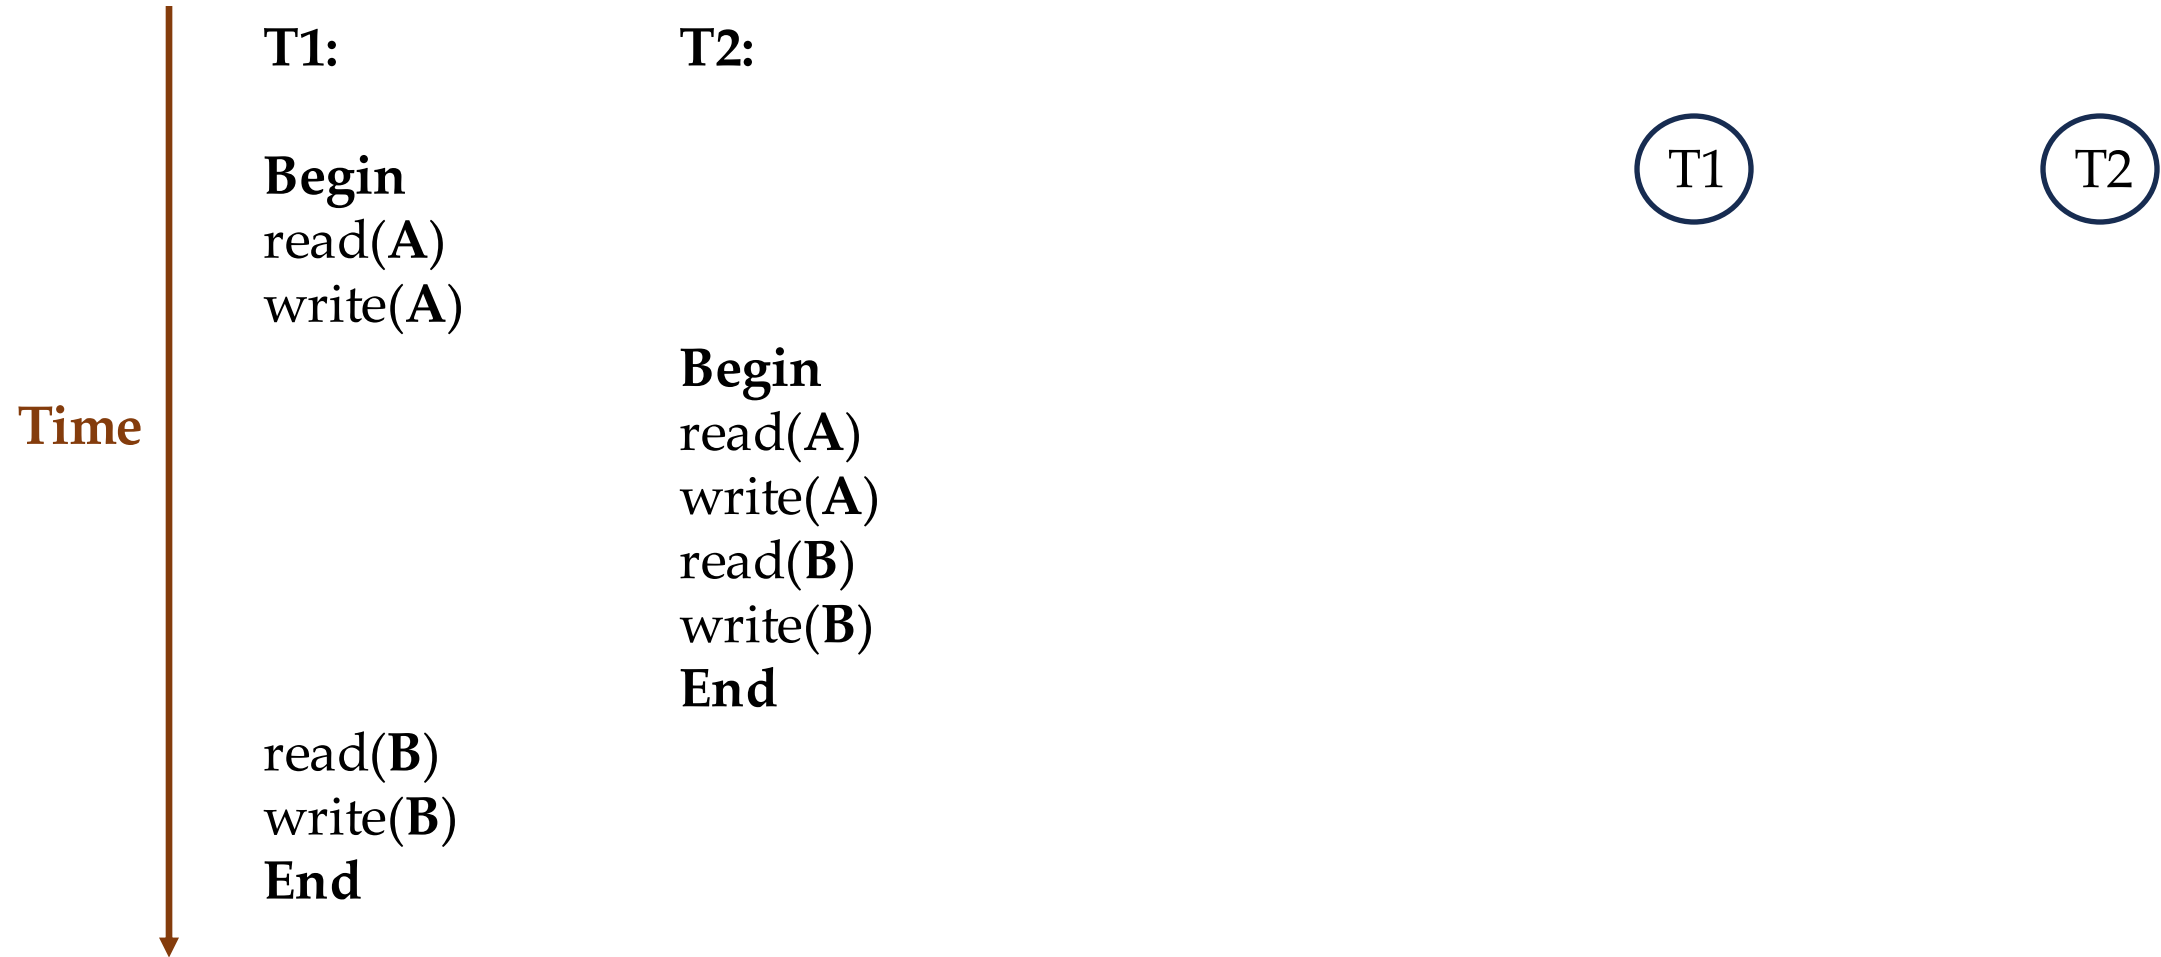 T1: T2:
T1 T2
Begin
read(A)
write(A)
Begin
Time
read(A)
write(A)
read(B)
write(B)
End
read(B)
write(B)
End